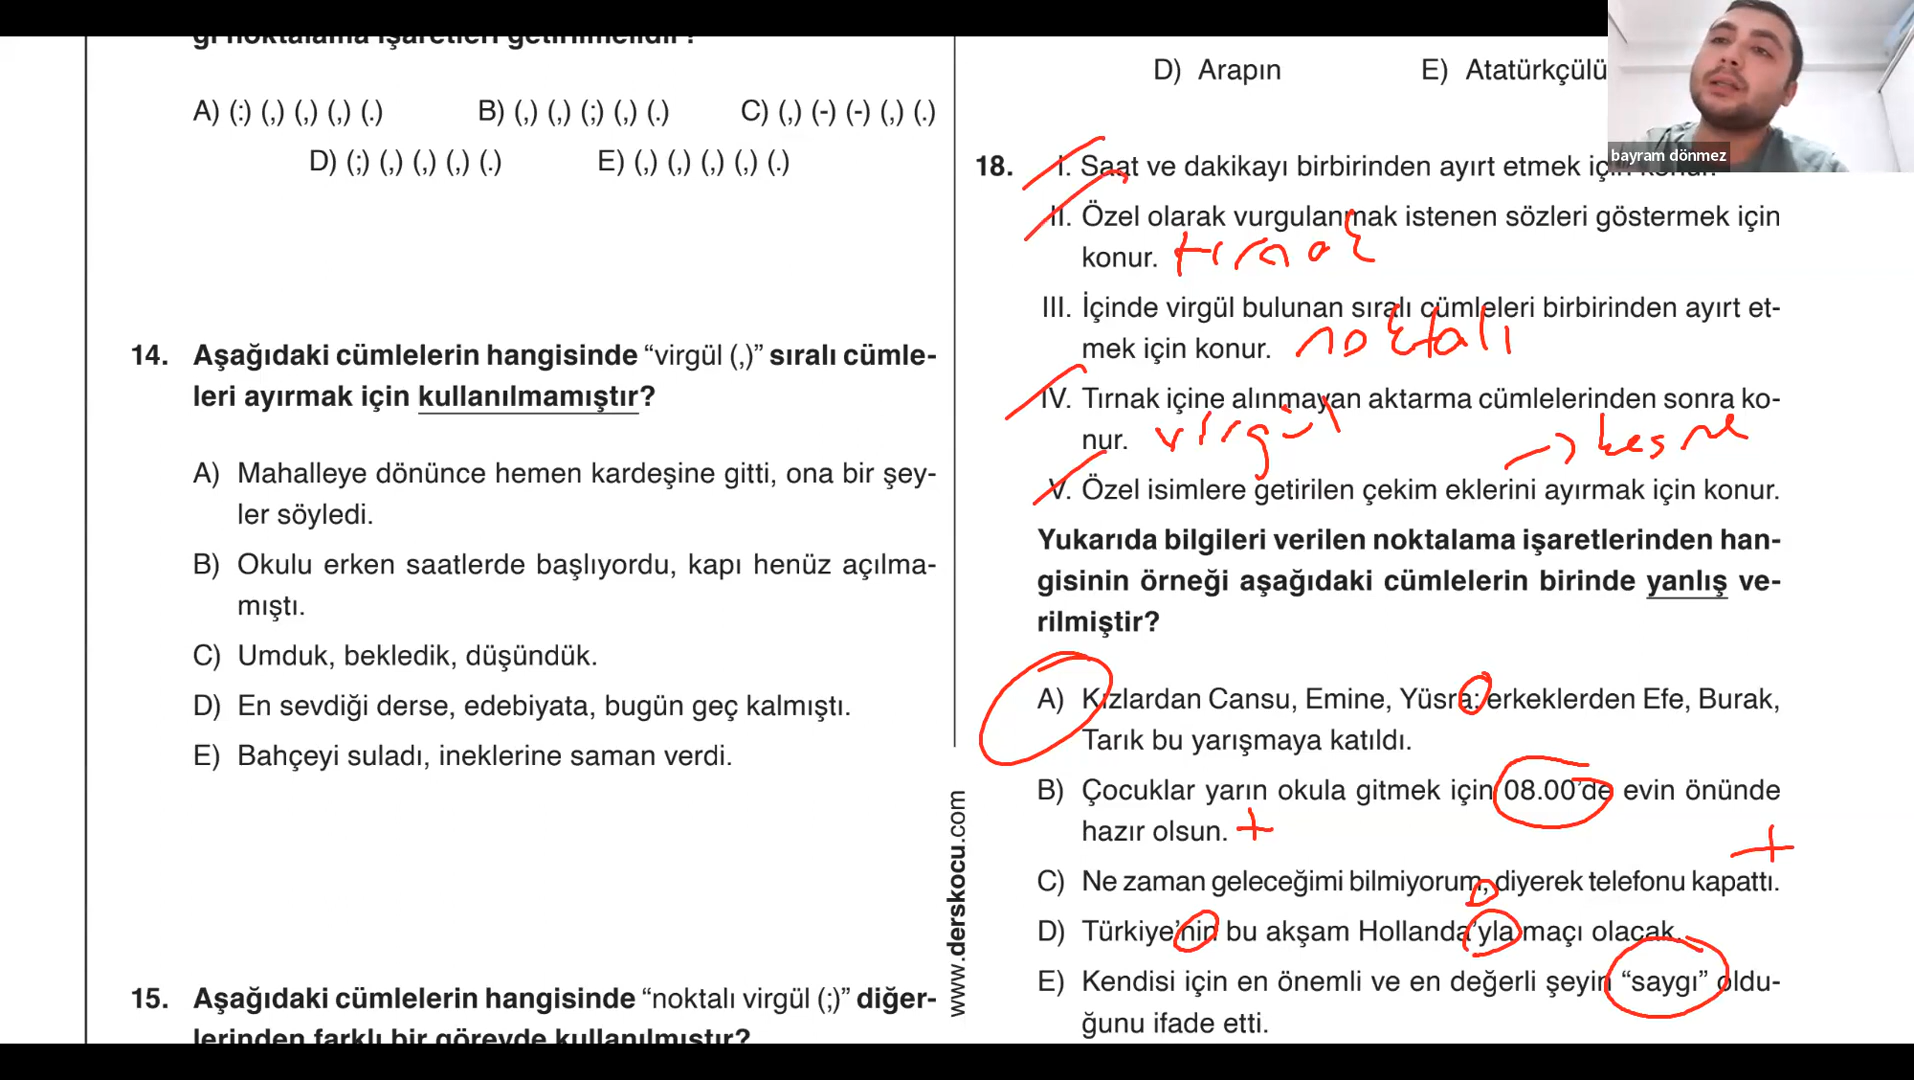 gi noktalama işaretleri getirilmelidir?
A) (:) (,) (,) (,) (.)
B) (,) (,) (;) (,) (.)
C) (,) (-) (-) (,) (.)
D) (;) (,) (,) (,) (.)
E) (,) (,) (,) (,) (.)
14. Aşağıdaki cümlelerin hangisinde “virgül (,)” sıralı cümle-
leri ayırmak için kullanılmamıştır?
A) Mahalleye dönünce hemen kardeşine gitti, ona bir şey-
ler söyledi.
B) Okulu erken saatlerde başlıyordu, kapı henüz açılma-
mıştı.
C) Umduk, bekledik, düşündük.
D) En sevdiği derse, edebiyata, bugün geç kalmıştı.
E) Bahçeyi suladı, ineklerine saman verdi.
15. Aşağıdaki cümlelerin hangisinde “noktalı virgül (;)” diğer-
lerinden farklı bir görevde kullanılmıştır?
www.derskocu.com
D) Arapın
E) Atatürkçülü
bayram dönmez
18. I. Saat ve dakikayı birbirinden ayırt etmek için konur.
II. Özel olarak vurgulanmak istenen sözleri göstermek için
konur. tırnak
III. İçinde virgül bulunan sıralı cümleleri birbirinden ayırt et-
mek için konur. noktalı
IV. Tırnak içine alınmayan aktarma cümlelerinden sonra ko-
nur. virgül → kesme
V. Özel isimlere getirilen çekim eklerini ayırmak için konur.
Yukarıda bilgileri verilen noktalama işaretlerinden han-
gisinin örneği aşağıdaki cümlelerin birinde yanlış ve-
rilmiştir?
A) Kızlardan Cansu, Emine, Yüsra; erkeklerden Efe, Burak,
Tarık bu yarışmaya katıldı.
B) Çocuklar yarın okula gitmek için 08.00’de evin önünde
hazır olsun. +
+
C) Ne zaman geleceğimi bilmiyorum, diyerek telefonu kapattı.
D) Türkiye’nin bu akşam Hollanda’yla maçı olacak.
E) Kendisi için en önemli ve en değerli şeyin “saygı” oldu-
ğunu ifade etti.